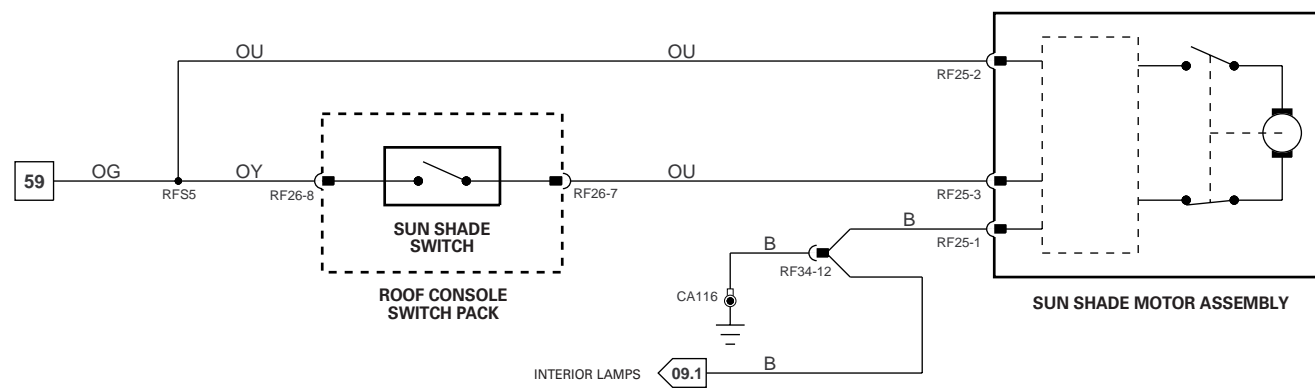 OU OU
RF25-2
59 OG OY OU
RFS5 RF26-8 RF26-7 RF25-3
SUN SHADE
SWITCH
B RF25-1
B
RF34-12
ROOF CONSOLE
SWITCH PACK
CA116
SUN SHADE MOTOR ASSEMBLY
INTERIOR LAMPS 09.1 B